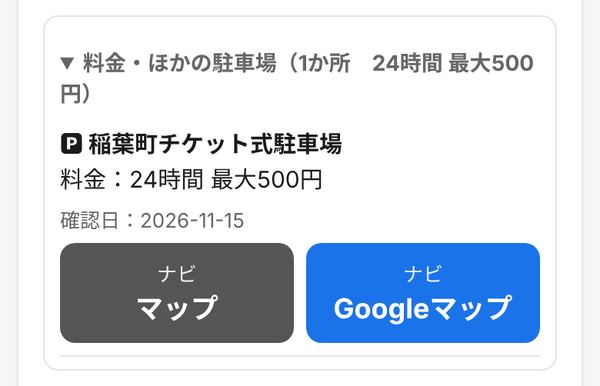 ▼ 料金・ほかの駐車場（1か所　24時間 最大500
円）
🅿 稲葉町チケット式駐車場
料金：24時間 最大500円
確認日：2026-11-15
ナビ
マップ
ナビ
Googleマップ